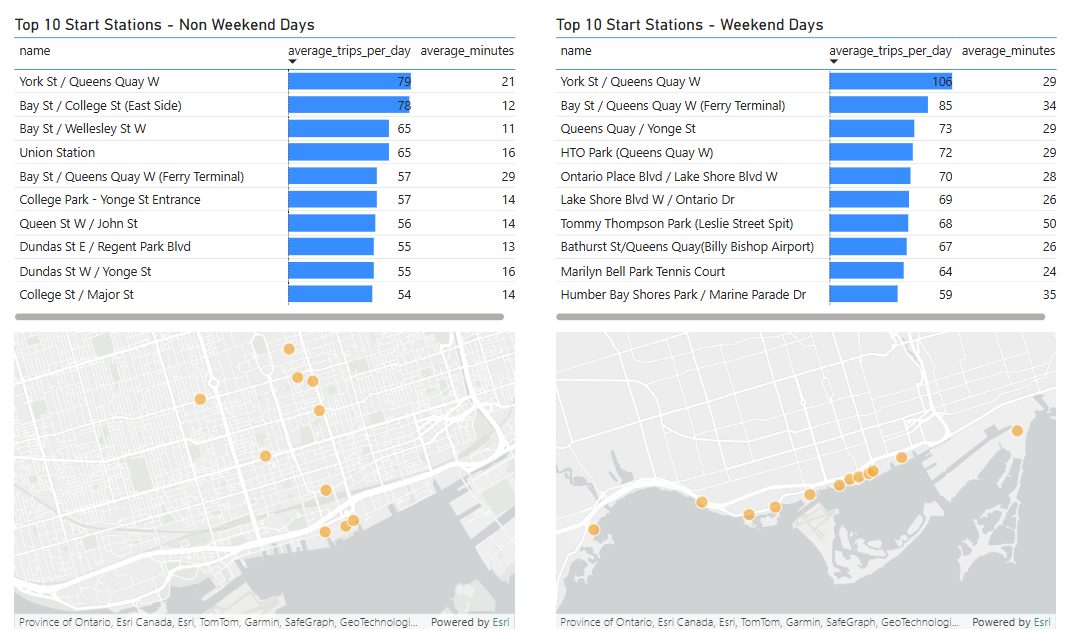 Top 10 Start Stations - Non Weekend Days
name average_trips_per_day average_minutes
York St / Queens Quay W 79 21
Bay St / College St (East Side) 78 12
Bay St / Wellesley St W 65 11
Union Station 65 16
Bay St / Queens Quay W (Ferry Terminal) 57 29
College Park - Yonge St Entrance 57 14
Queen St W / John St 56 14
Dundas St E / Regent Park Blvd 55 13
Dundas St W / Yonge St 55 16
College St / Major St 54 14
Province of Ontario, Esri Canada, Esri, TomTom, Garmin, SafeGraph, GeoTechnologi... Powered by Esri
Top 10 Start Stations - Weekend Days
name average_trips_per_day average_minutes
York St / Queens Quay W 106 29
Bay St / Queens Quay W (Ferry Terminal) 85 34
Queens Quay / Yonge St 73 29
HTO Park (Queens Quay W) 72 29
Ontario Place Blvd / Lake Shore Blvd W 70 28
Lake Shore Blvd W / Ontario Dr 69 26
Tommy Thompson Park (Leslie Street Spit) 68 50
Bathurst St/Queens Quay(Billy Bishop Airport) 67 26
Marilyn Bell Park Tennis Court 64 24
Humber Bay Shores Park / Marine Parade Dr 59 35
Province of Ontario, Esri Canada, Esri, TomTom, Garmin, SafeGraph, GeoTechnologi... Powered by Esri